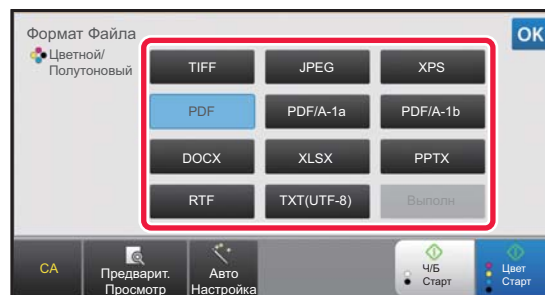 Формат Файла
OK
Цветной/
Полутоновый
TIFF JPEG XPS
PDF PDF/A-1a PDF/A-1b
DOCX XLSX PPTX
RTF TXT(UTF-8) Выполн
CA
Предварит.
Просмотр
Авто
Настройка
Ч/Б
Старт
Цвет
Старт